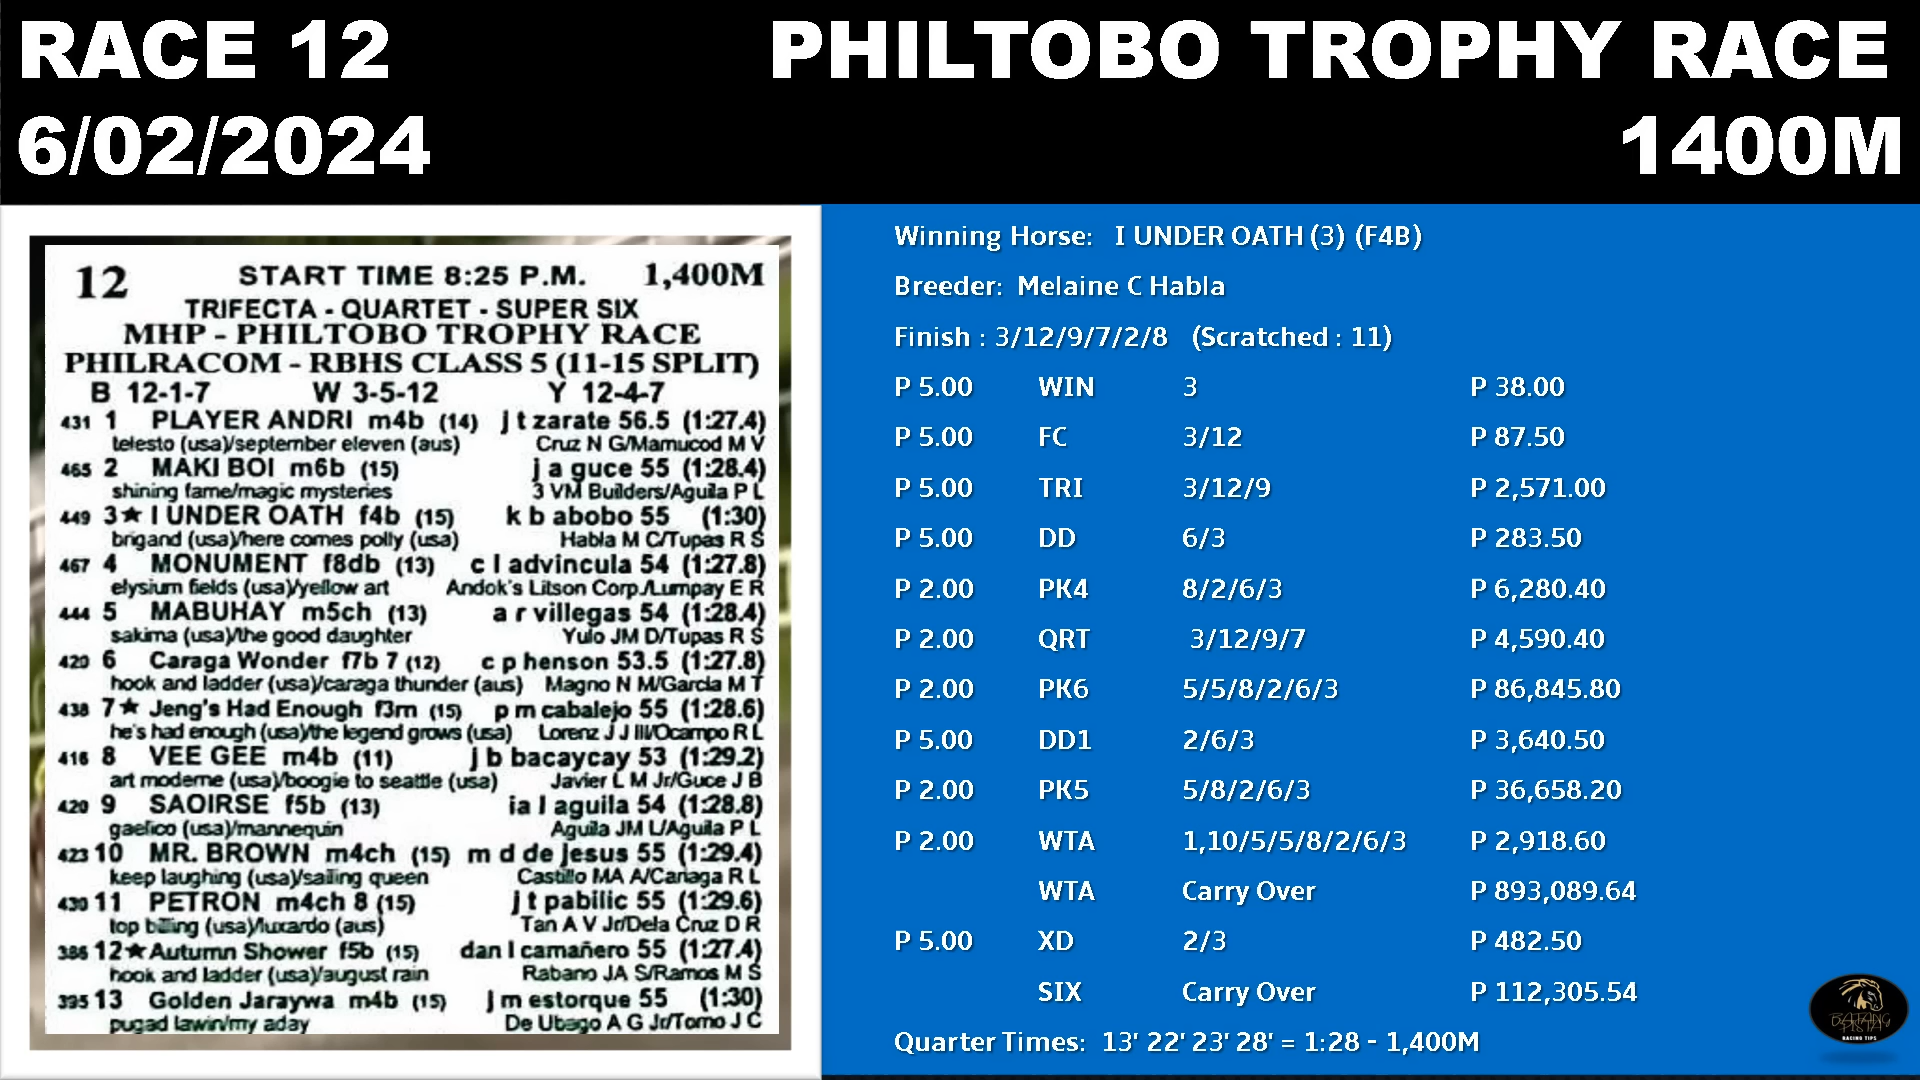 RACE 12
PHILTOBO TROPHY RACE
6/02/2024
1400M
12 START TIME 8:25 P.M. 1,400M
TRIFECTA - QUARTET - SUPER SIX
MHP - PHILTOBO TROPHY RACE
PHILRACOM - RBHS CLASS 5 (11-15 SPLIT)
B 12-1-7 W 3-5-12 Y 12-4-7
431 1 PLAYER ANDRI m4b (14) j t zarate 56.5 (1:27.4)
telesto (usa)/september eleven (aus) Cruz N G/Mamucod M V
465 2 MAKI BOI m6b (15) j a guce 55 (1:28.4)
shining fame/magic mysteries 3 VM Builders/Aguila P L
449 3★ I UNDER OATH f4b (15) k b abobo 55 (1:30)
brigand (usa)/here comes polly (usa) Habla M C/Tupas R S
467 4 MONUMENT f8db (13) c l advincula 54 (1:27.8)
elysium fields (usa)/yellow art Andok's Litson Corp./Lumpay E R
444 5 MABUHAY m5ch (13) a r villegas 54 (1:28.4)
sakima (usa)/the good daughter Yulo JM D/Tupas R S
420 6 Caraga Wonder f7b 7 (12) c p henson 53.5 (1:27.8)
hook and ladder (usa)/caraga thunder (aus) Magno N M/Garcia M T
438 7★ Jeng's Had Enough f3rn (15) p m cabalejo 55 (1:28.6)
he's had enough (usa)/the legend grows (usa) Lorenz J J III/Ocampo R L
416 8 VEE GEE m4b (11) j b bacaycay 53 (1:29.2)
art moderne (usa)/boogie to seattle (usa) Javier L M Jr/Guce J B
420 9 SAOIRSE f5b (13) ia l aguila 54 (1:28.8)
gaelico (usa)/mannequin Aguila JM L/Aguila P L
423 10 MR. BROWN m4ch (15) m d de jesus 55 (1:29.4)
keep laughing (usa)/sailing queen Castillo MA A/Cariaga R L
430 11 PETRON m4ch 8 (15) j t pabilic 55 (1:29.6)
top billing (usa)/luxardo (aus) Tan A V Jr/Dela Cruz D R
386 12★ Autumn Shower f5b (15) dan l camañero 55 (1:27.4)
hook and ladder (usa)/august rain Rabano JA S/Ramos M S
395 13 Golden Jaraywa m4b (15) j m estorque 55 (1:30)
pugad lawin/my aday De Ubago A G Jr/Torno J C
Winning Horse: I UNDER OATH (3) (F4B)
Breeder: Melaine C Habla
Finish : 3/12/9/7/2/8 (Scratched : 11)
P 5.00 WIN 3 P 38.00
P 5.00 FC 3/12 P 87.50
P 5.00 TRI 3/12/9 P 2,571.00
P 5.00 DD 6/3 P 283.50
P 2.00 PK4 8/2/6/3 P 6,280.40
P 2.00 QRT 3/12/9/7 P 4,590.40
P 2.00 PK6 5/5/8/2/6/3 P 86,845.80
P 5.00 DD1 2/6/3 P 3,640.50
P 2.00 PK5 5/8/2/6/3 P 36,658.20
P 2.00 WTA 1,10/5/5/8/2/6/3 P 2,918.60
WTA Carry Over P 893,089.64
P 5.00 XD 2/3 P 482.50
SIX Carry Over P 112,305.54
Quarter Times: 13' 22' 23' 28' = 1:28 - 1,400M
BATANG
PISTA
RACING TIPS